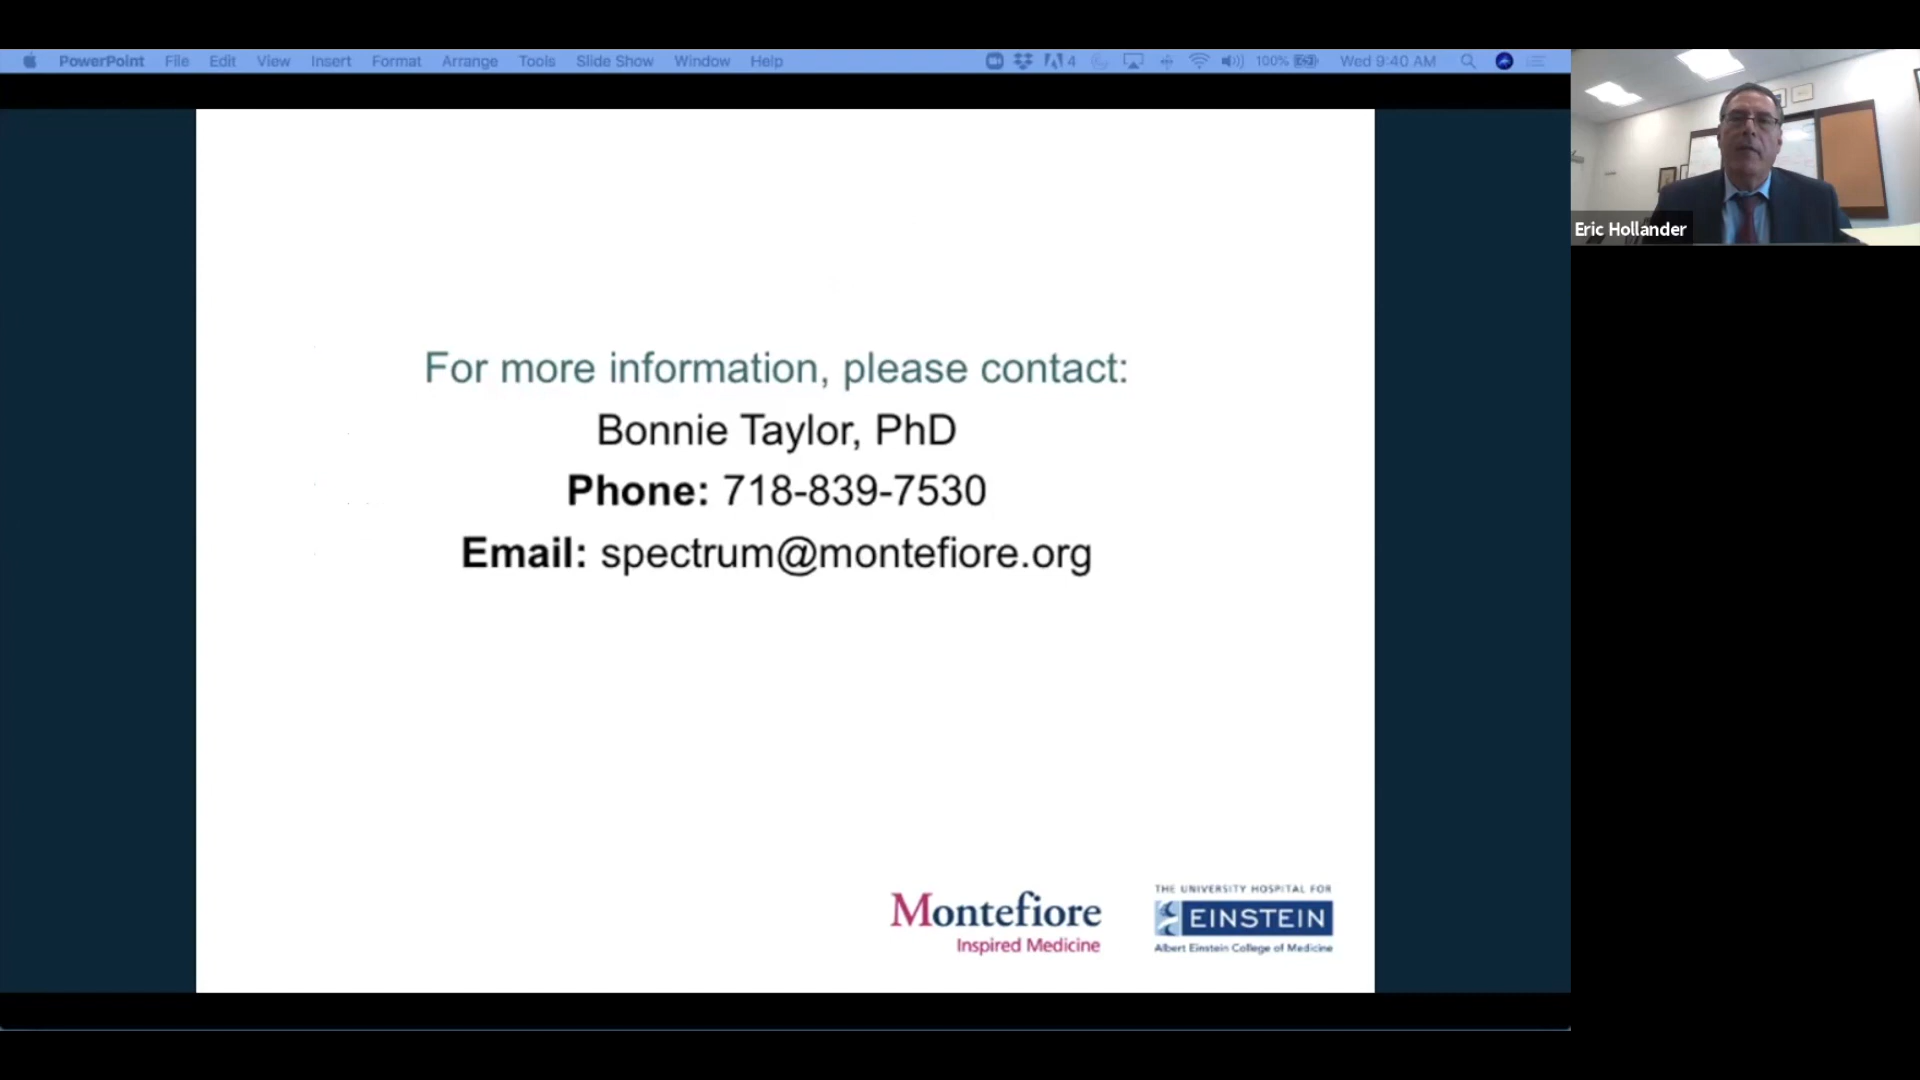 PowerPoint File Edit View Insert Format Arrange Tools Slide Show Window Help 4 100% Wed 9:40 AM
Eric Hollander
For more information, please contact:
Bonnie Taylor, PhD
Phone: 718-839-7530
Email: spectrum@montefiore.org
Montefiore
Inspired Medicine
THE UNIVERSITY HOSPITAL FOR
EINSTEIN
Albert Einstein College of Medicine